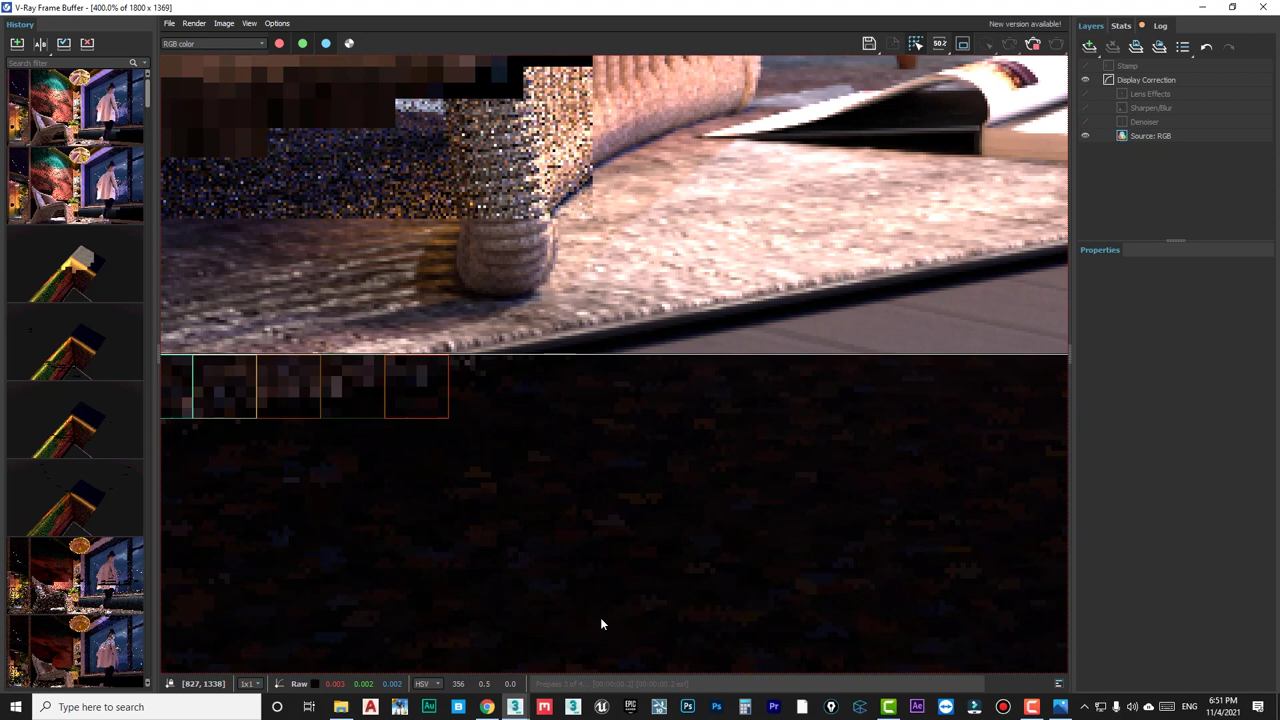 V-Ray Frame Buffer - [400.0% of 1800 x 1369]
History
File Render Image View Options
New version available!
Layers Stats Log
RGB color
Search filter
Stamp
Display Correction
Lens Effects
Sharpen/Blur
Denoiser
Source: RGB
Properties
[827, 1338] 1x1 Raw 0.003 0.002 0.002 HSV 356 0.5 0.0
Type here to search
6:51 PM
11/4/2021